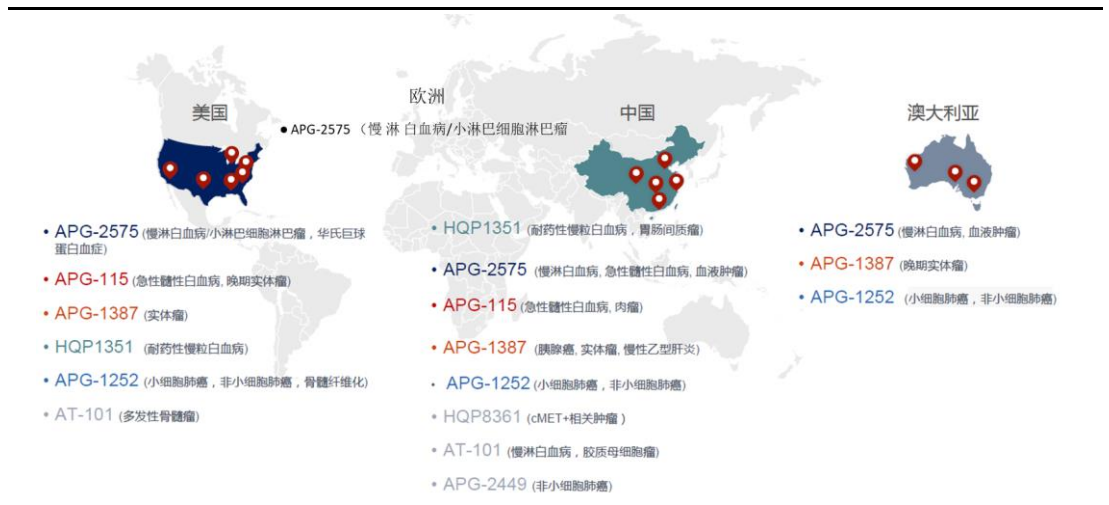 美国
• APG-2575 (慢淋白血病/小淋巴细胞淋巴瘤，华氏巨球
蛋白血症)
• APG-115 (急性髓性白血病, 晚期实体瘤)
• APG-1387 (实体瘤)
• HQP1351 (耐药性慢粒白血病)
• APG-1252 (小细胞肺癌，非小细胞肺癌，骨髓纤维化)
• AT-101 (多发性骨髓瘤)
欧洲
● APG-2575 （慢 淋 白血病/小淋巴细胞淋巴瘤
中国
• HQP1351 (耐药性慢粒白血病，胃肠间质瘤)
• APG-2575 (慢淋白血病, 急性髓性白血病, 血液肿瘤)
• APG-115 (急性髓性白血病, 肉瘤)
• APG-1387 (胰腺癌, 实体瘤, 慢性乙型肝炎)
• APG-1252 (小细胞肺癌，非小细胞肺癌)
• HQP8361 (cMET+相关肿瘤 )
• AT-101 (慢淋白血病，胶质母细胞瘤)
• APG-2449 (非小细胞肺癌)
澳大利亚
• APG-2575 (慢淋白血病, 血液肿瘤)
• APG-1387 (晚期实体瘤)
• APG-1252 (小细胞肺癌，非小细胞肺癌)